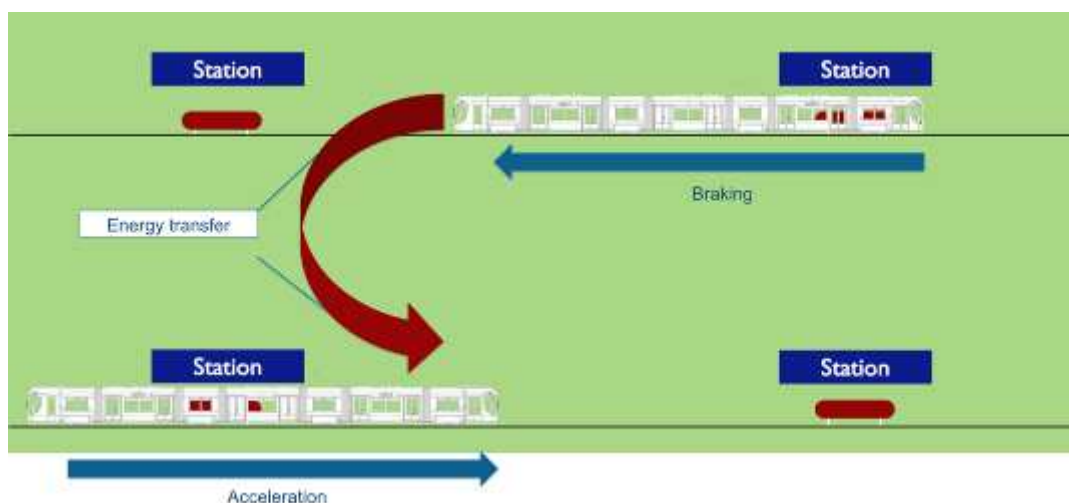 Station
Station
Braking
Energy transfer
Station
Station
Acceleration